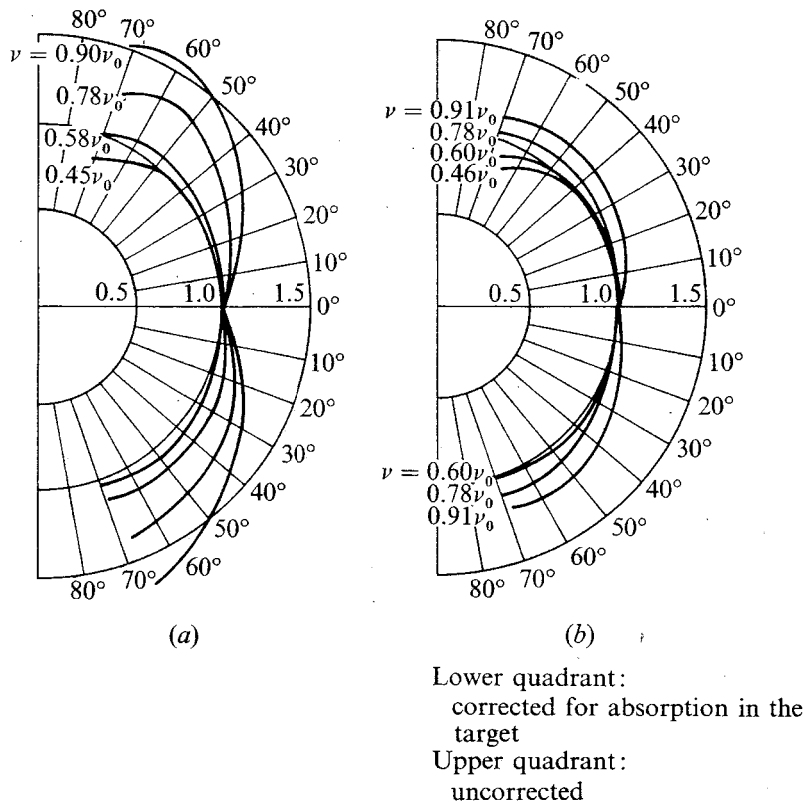 80°
70°
60°
50°
40°
30°
20°
10°
0°
10°
20°
30°
40°
50°
60°
70°
80°
ν = 0.90ν₀
0.78ν₀
0.58ν₀
0.45ν₀
0.5 1.0 1.5
(a)
80°
70°
60°
50°
40°
30°
20°
10°
0°
10°
20°
30°
40°
50°
60°
70°
80°
ν = 0.91ν₀
0.78ν₀
0.60ν₀
0.46ν₀
0.5 1.0 1.5
ν = 0.60ν₀
0.78ν₀
0.91ν₀
(b)
Lower quadrant:
corrected for absorption in the
target
Upper quadrant:
uncorrected